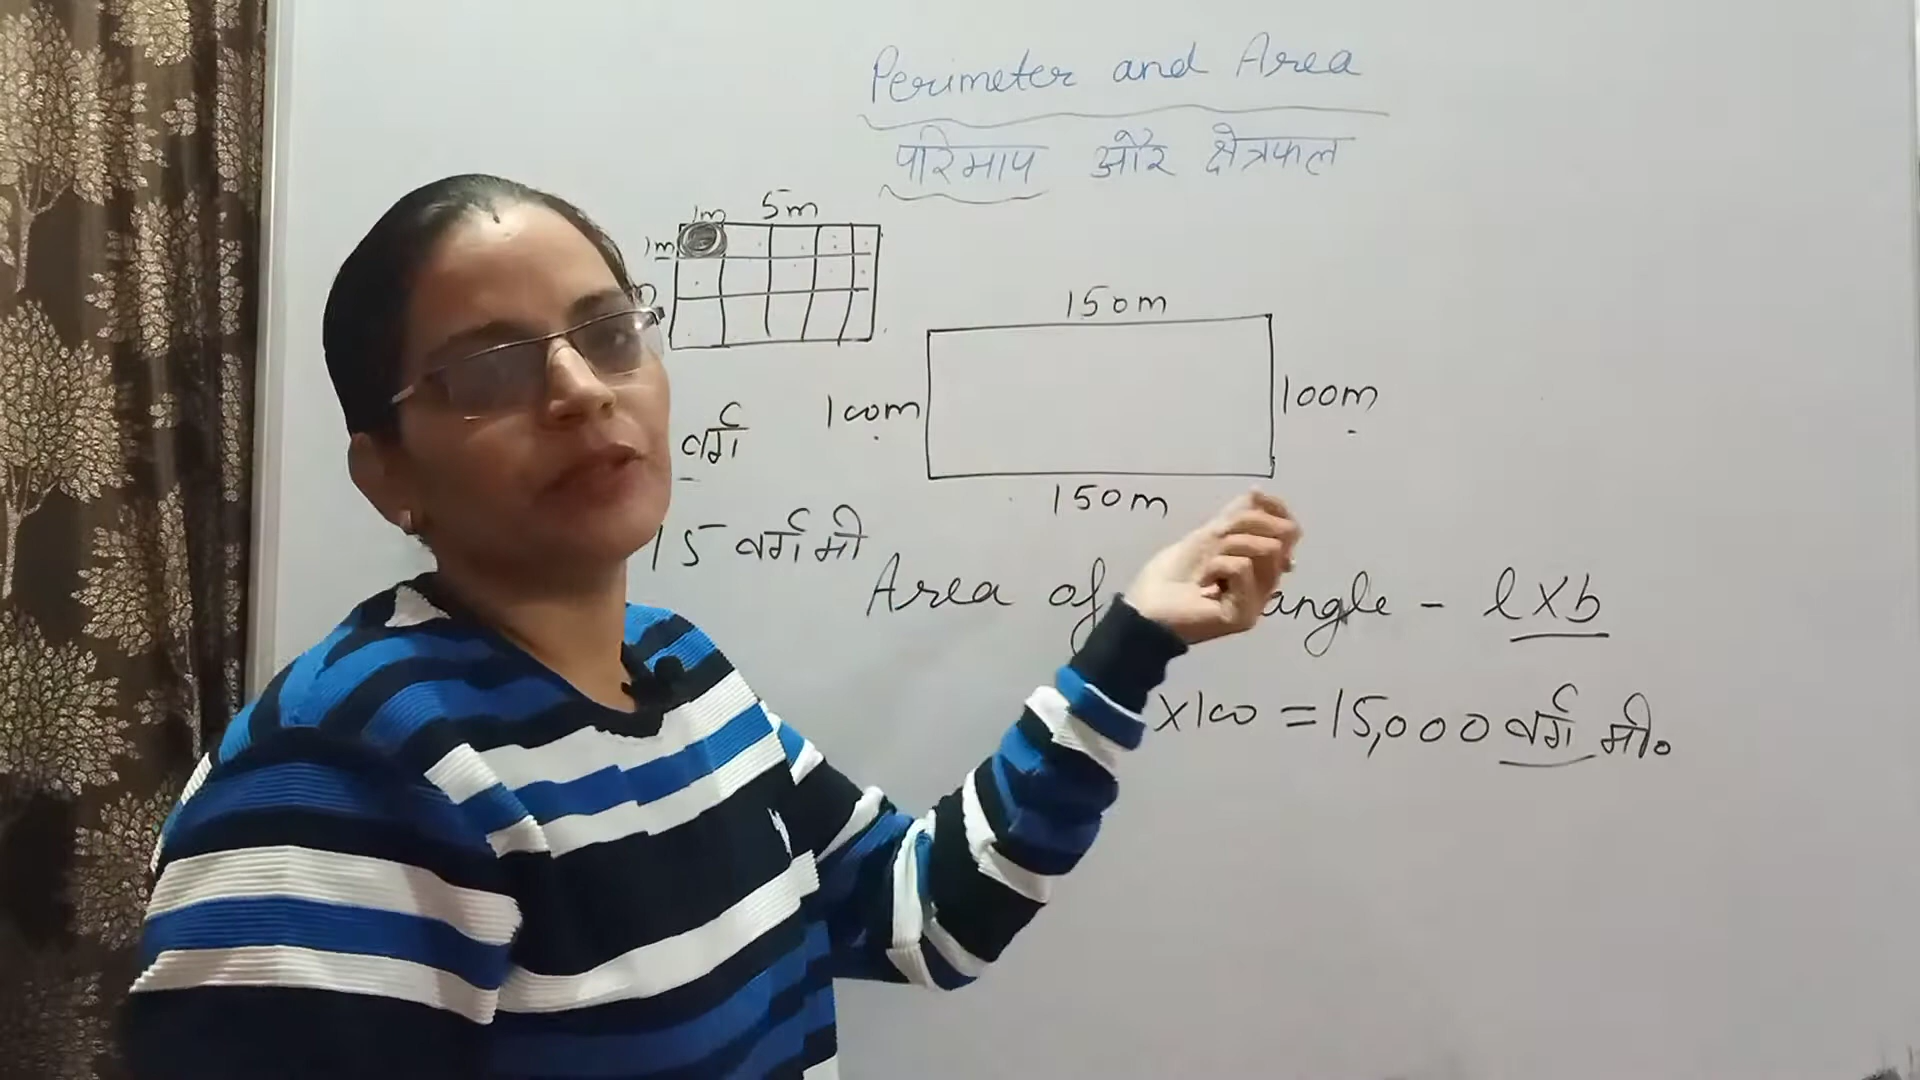 Perimeter and Area
परिमाप और क्षेत्रफल
1m 5m
1m
150m
100m 100m
वर्ग
150m
15 वर्ग मी
Area of angle - l×b
×100 = 15,000 वर्ग मी०